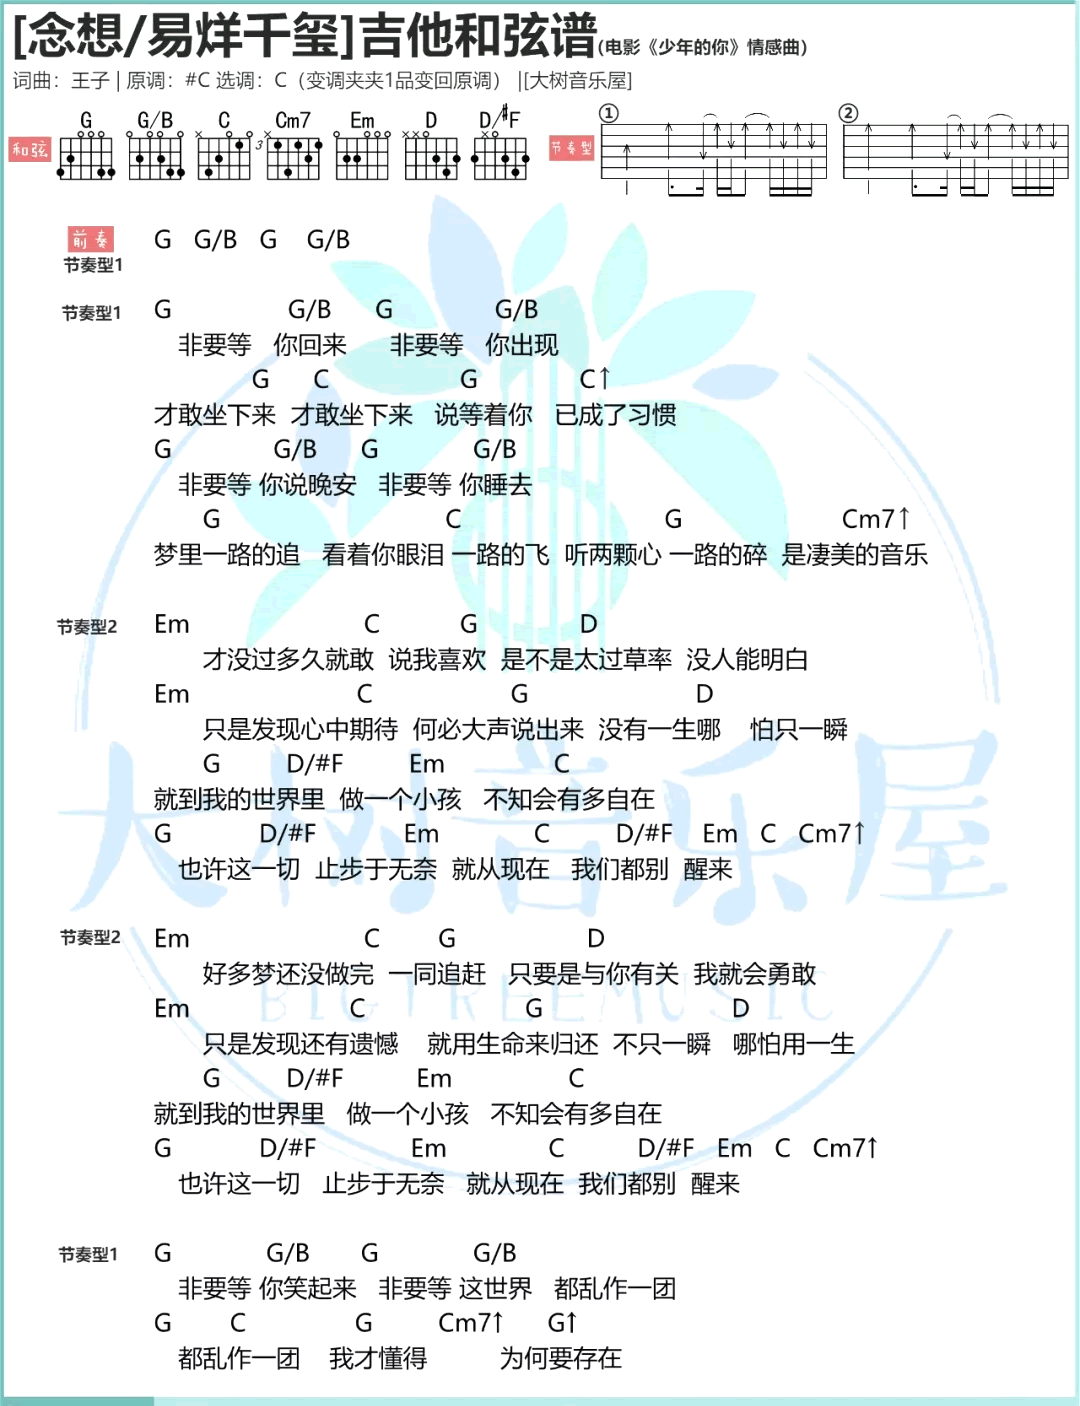 [念想/易烊千玺]吉他和弦谱(电影《少年的你》情感曲)
词曲：王子 | 原调：#C 选调：C（变调夹夹1品变回原调） |[大树音乐屋]
和弦 G G/B C Cm7 Em D D/#F 节奏型 ① ②
3
前奏 G G/B G G/B
节奏型1
节奏型1 G G/B G G/B
非要等 你回来 非要等 你出现
G C G C↑
才敢坐下来 才敢坐下来 说等着你 已成了习惯
G G/B G G/B
非要等 你说晚安 非要等 你睡去
G C G Cm7↑
梦里一路的追 看着你眼泪 一路的飞 听两颗心 一路的碎 是凄美的音乐
节奏型2 Em C G D
才没过多久就敢 说我喜欢 是不是太过草率 没人能明白
Em C G D
只是发现心中期待 何必大声说出来 没有一生哪 怕只一瞬
G D/#F Em C
就到我的世界里 做一个小孩 不知会有多自在
G D/#F Em C D/#F Em C Cm7↑
也许这一切 止步于无奈 就从现在 我们都别 醒来
节奏型2 Em C G D
好多梦还没做完 一同追赶 只要是与你有关 我就会勇敢
Em C G D
只是发现还有遗憾 就用生命来归还 不只一瞬 哪怕用一生
G D/#F Em C
就到我的世界里 做一个小孩 不知会有多自在
G D/#F Em C D/#F Em C Cm7↑
也许这一切 止步于无奈 就从现在 我们都别 醒来
节奏型1 G G/B G G/B
非要等 你笑起来 非要等 这世界 都乱作一团
G C G Cm7↑ G↑
都乱作一团 我才懂得 为何要存在
大树音乐屋
BIGTREEMUSIC